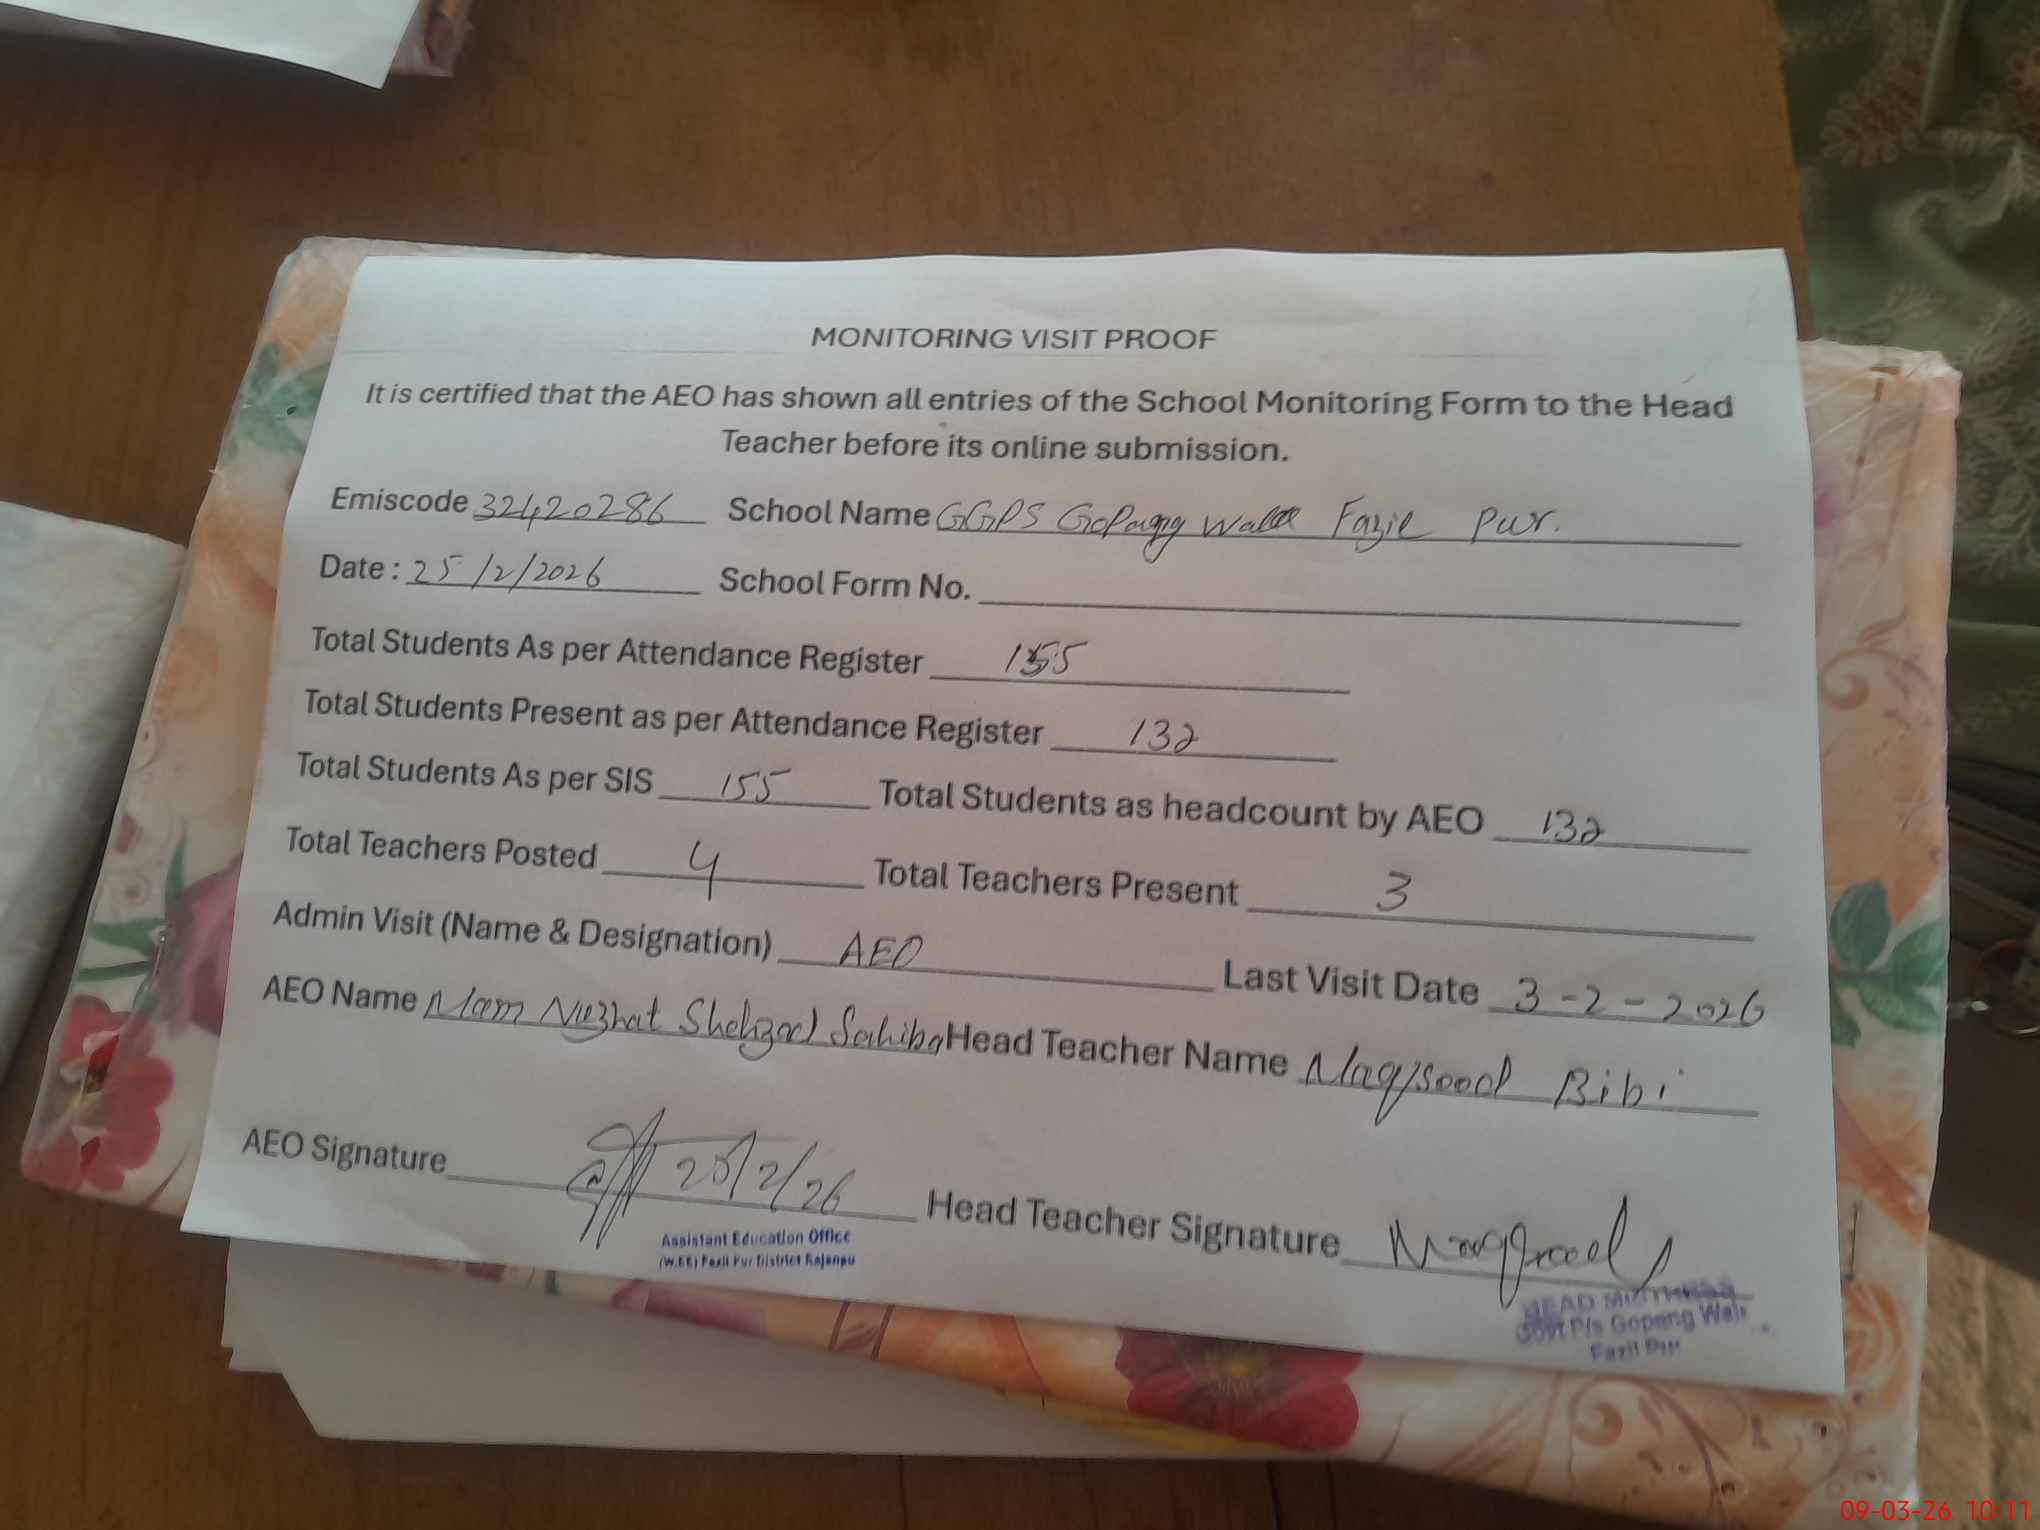 MONITORING VISIT PROOF
It is certified that the AEO has shown all entries of the School Monitoring Form to the Head
Teacher before its online submission.
Emiscode 32420286 School Name GGPS Gopang Wala Fazil Pur.
Date : 25/2/2026 School Form No.
Total Students As per Attendance Register 155
Total Students Present as per Attendance Register 132
Total Students As per SIS 155 Total Students as headcount by AEO 132
Total Teachers Posted 4 Total Teachers Present 3
Admin Visit (Name & Designation) AEO Last Visit Date 3-2-2026
AEO Name Mam Nuzhat Shehzad Sahiba Head Teacher Name Maqsood Bibi
AEO Signature 25/2/26 Head Teacher Signature Maqsood
Assistant Education Office
(W.EE) Fazil Pur District Rajanpu
HEAD MISTRESS
Govt P/s Gopang Wala
Fazil Pur
09-03-26 10:11